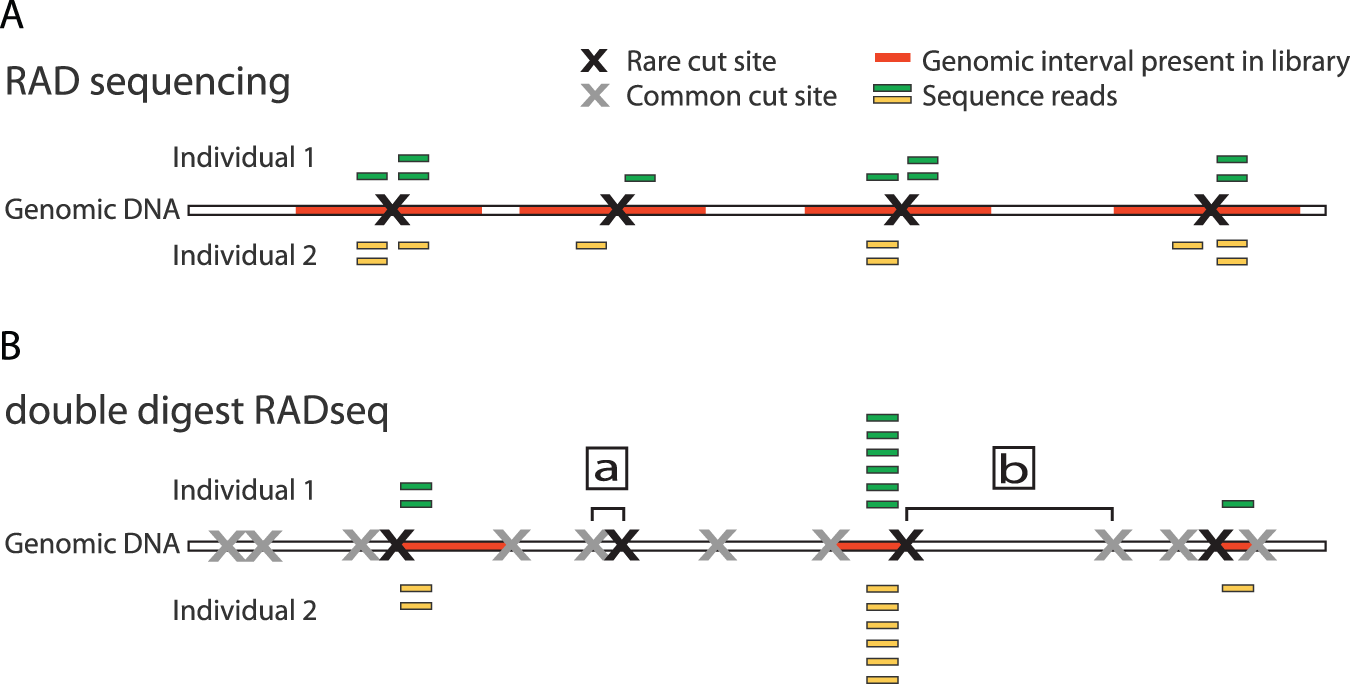 A
RAD sequencing
Rare cut site
Common cut site
Genomic interval present in library
Sequence reads
Individual 1
Genomic DNA
Individual 2
B
double digest RADseq
a
b
Individual 1
Genomic DNA
Individual 2